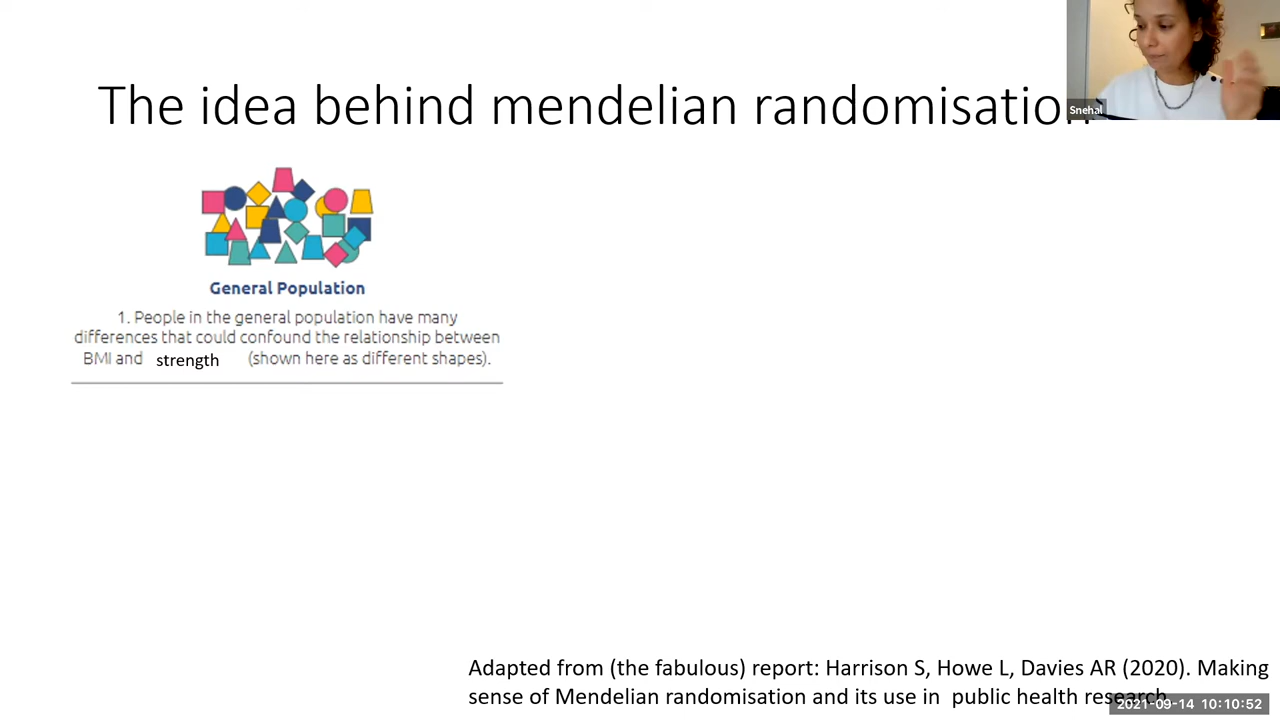 The idea behind mendelian randomisation
Snehal
General Population
1. People in the general population have many
differences that could confound the relationship between
BMI and strength (shown here as different shapes).
Adapted from (the fabulous) report: Harrison S, Howe L, Davies AR (2020). Making
sense of Mendelian randomisation and its use in public health research
2021-09-14 10:10:52